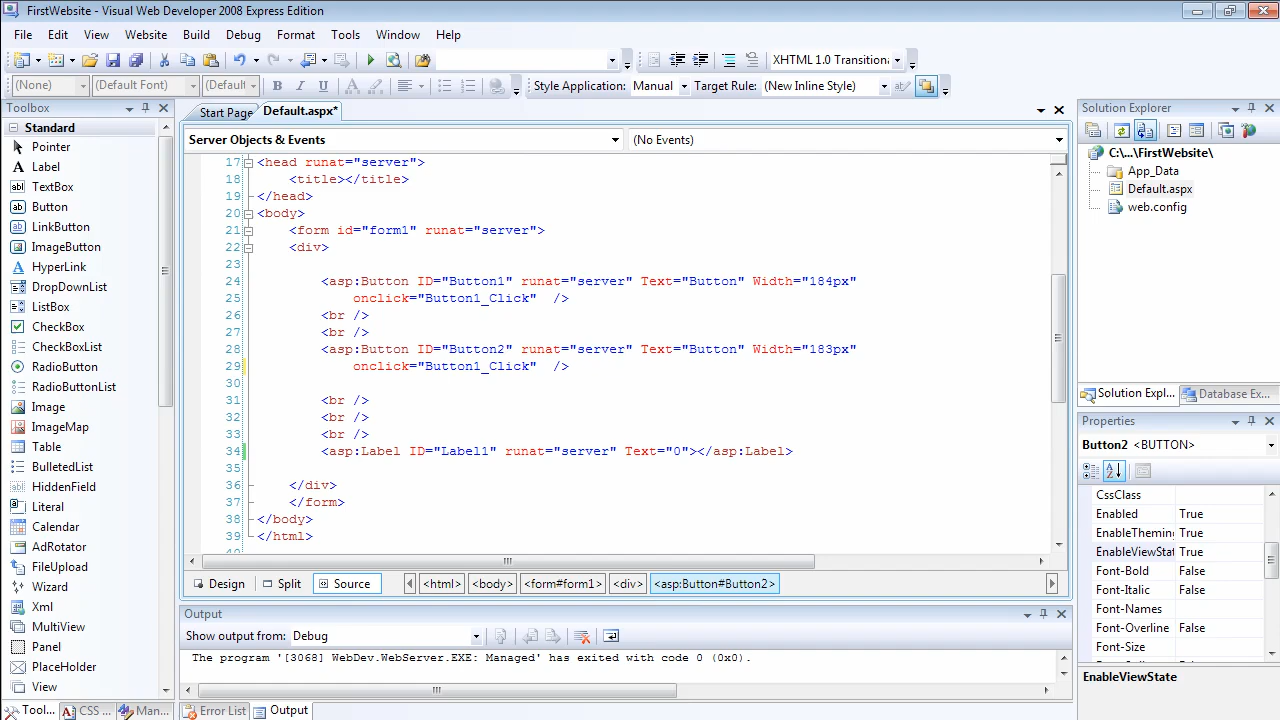 FirstWebsite - Visual Web Developer 2008 Express Edition
File Edit View Website Build Debug Format Tools Window Help
XHTML 1.0 Transition
(None) (Default Font) (Default Style Application: Manual Target Rule: (New Inline Style)
Toolbox
Standard
Pointer
Label
TextBox
Button
LinkButton
ImageButton
HyperLink
DropDownList
ListBox
CheckBox
CheckBoxList
RadioButton
RadioButtonList
Image
ImageMap
Table
BulletedList
HiddenField
Literal
Calendar
AdRotator
FileUpload
Wizard
Xml
MultiView
Panel
PlaceHolder
View
Tool... CSS ... Man...
Start Page Default.aspx*
Server Objects & Events (No Events)
17 <head runat="server">
18 <title></title>
19 </head>
20 <body>
21 <form id="form1" runat="server">
22 <div>
23
24 <asp:Button ID="Button1" runat="server" Text="Button" Width="184px"
25 onclick="Button1_Click" />
26 <br />
27 <br />
28 <asp:Button ID="Button2" runat="server" Text="Button" Width="183px"
29 onclick="Button1_Click" />
30
31 <br />
32 <br />
33 <br />
34 <asp:Label ID="Label1" runat="server" Text="0"></asp:Label>
35
36 </div>
37 </form>
38 </body>
39 </html>
Design Split Source <html> <body> <form#form1> <div> <asp:Button#Button2>
Output
Show output from: Debug
The program '[3068] WebDev.WebServer.EXE: Managed' has exited with code 0 (0x0).
Error List Output
Solution Explorer
C:\...\FirstWebsite\
App_Data
Default.aspx
web.config
Solution Expl... Database Ex...
Properties
Button2 <BUTTON>
CssClass
Enabled True
EnableTheming True
EnableViewStat True
Font-Bold False
Font-Italic False
Font-Names
Font-Overline False
Font-Size
EnableViewState